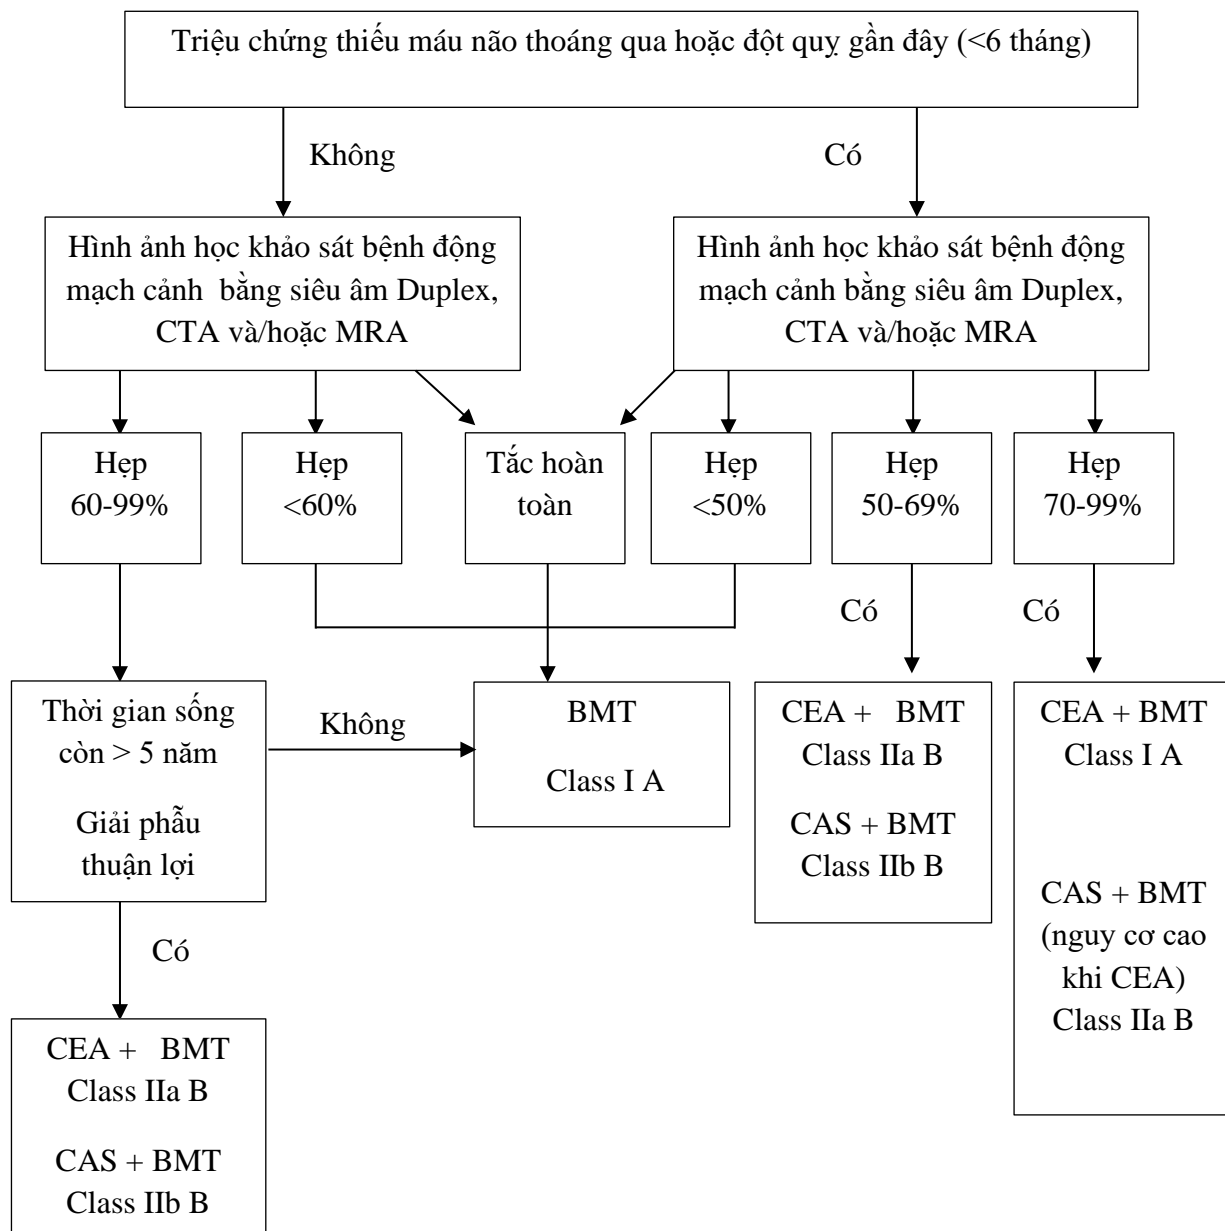 Triệu chứng thiếu máu não thoáng qua hoặc đột quỵ gần đây (<6 tháng)
Không
Có
Hình ảnh học khảo sát bệnh động
mạch cảnh bằng siêu âm Duplex,
CTA và/hoặc MRA
Hình ảnh học khảo sát bệnh động
mạch cảnh bằng siêu âm Duplex,
CTA và/hoặc MRA
Hẹp
60-99%
Hẹp
<60%
Tắc hoàn
toàn
Hẹp
<50%
Hẹp
50-69%
Hẹp
70-99%
Có
Có
Thời gian sống
còn > 5 năm
Giải phẫu
thuận lợi
Không
BMT
Class I A
CEA + BMT
Class IIa B
CAS + BMT
Class IIb B
CEA + BMT
Class I A
CAS + BMT
(nguy cơ cao
khi CEA)
Class IIa B
Có
CEA + BMT
Class IIa B
CAS + BMT
Class IIb B